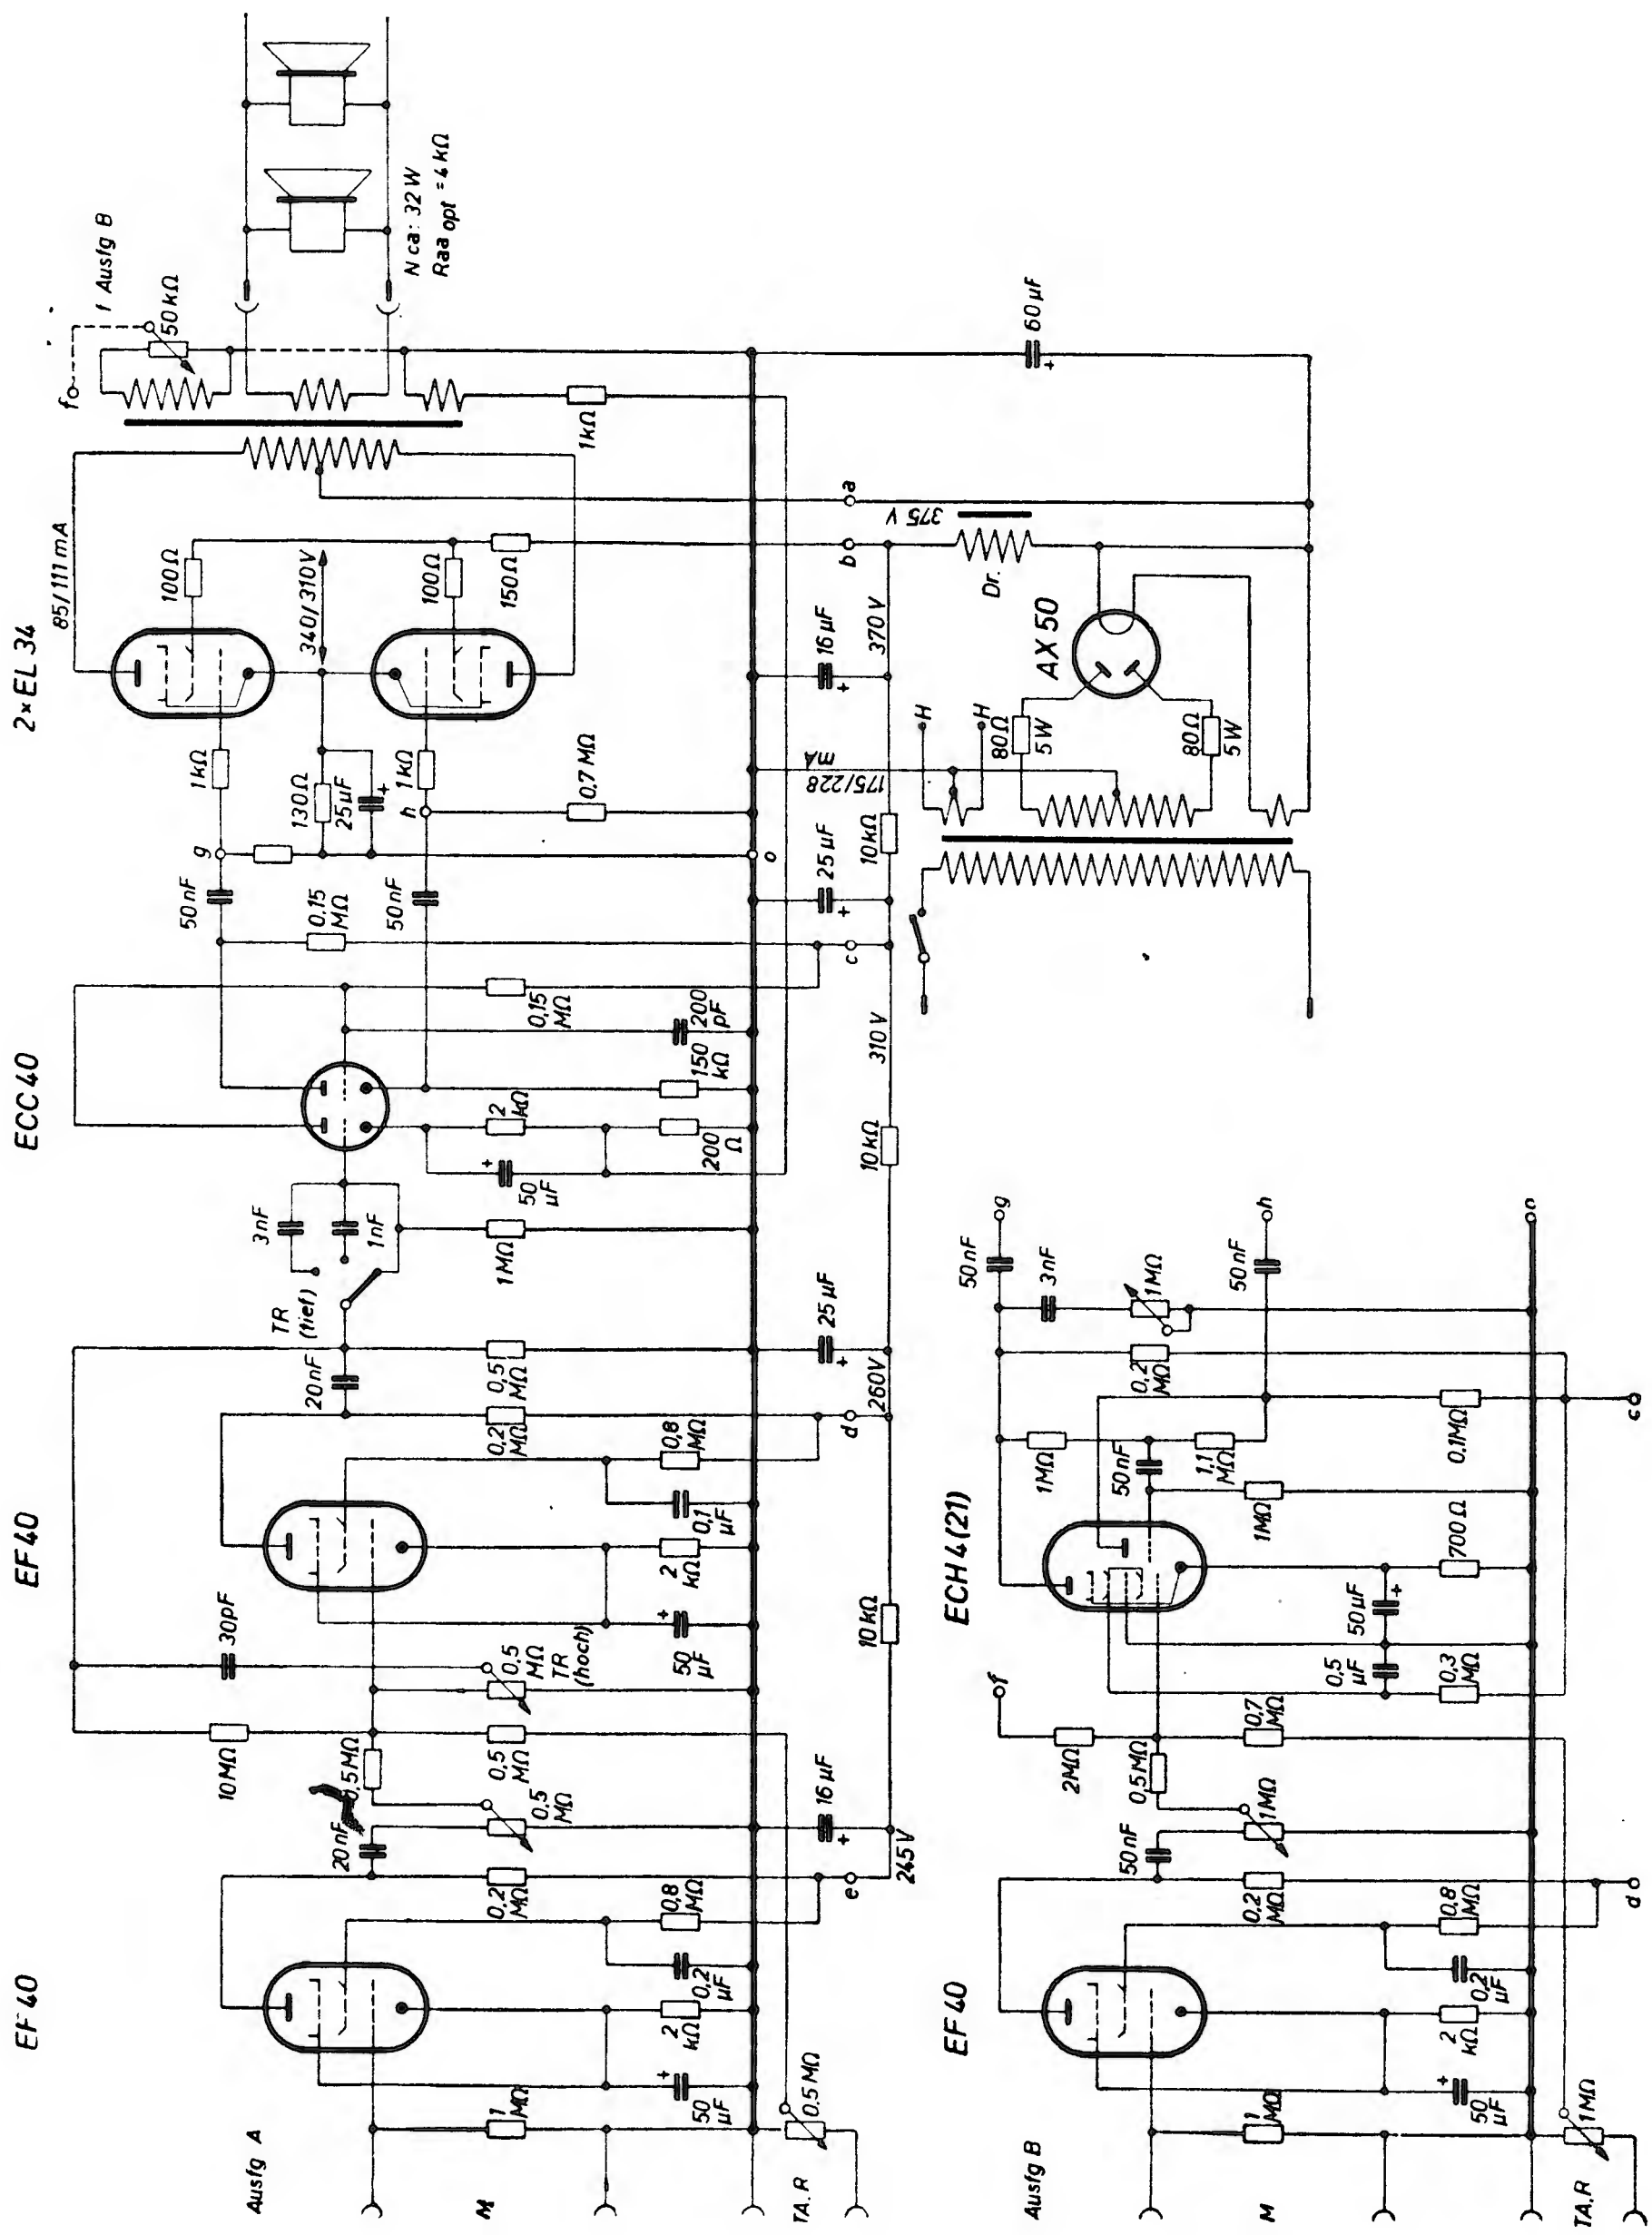 EF 40
EF 40
ECC 40
2×EL 34
Ausfg A
M
TA.R
1
MΩ
50
µF
+
2
kΩ
0,2
µF
0,8
MΩ
0,2
MΩ
20nF
0,5MΩ
0,5
MΩ
0.5 MΩ
e
16 µF
+
245V
10MΩ
0,5
MΩ
30pF
0,5
MΩ
TR
(hoch)
50
µF
+
2
kΩ
0,1
µF
0,8
MΩ
0,2
MΩ
20nF
0,5
MΩ
d
10 kΩ
260V
25 µF
+
TR
(tief)
3nF
1nF
1MΩ
50
µF
+
2
kΩ
200
Ω
150
kΩ
200
pF
0,15
MΩ
0.15
MΩ
10kΩ
310 V
c
50nF
50nF
g
h
1kΩ
1kΩ
130Ω
25µF
+
0.7 MΩ
o
25 µF
+
10kΩ
175/228
mA
16 µF
+
370 V
100Ω
100Ω
150Ω
340/310V
85/111 mA
b
a
375 V
Dr.
1kΩ
fo
50kΩ
f Ausfg B
N ca: 32W
Raa opt = 4 kΩ
60 µF
+
AX 50
80Ω
5W
80Ω
5W
H
H
EF 40
ECH 4(21)
Ausfg B
M
TA.R
1
MΩ
50
µF
+
2
kΩ
0,2
µF
0,8
MΩ
0,2
MΩ
50nF
1MΩ
1MΩ
d
0,5MΩ
2MΩ
f
0,7
MΩ
0,3
MΩ
0,5
µF
50µF
+
700Ω
1MΩ
50nF
1MΩ
1,1
MΩ
0.1MΩ
0,2
MΩ
c
3nF
1MΩ
50nF
50nF
g
h
o